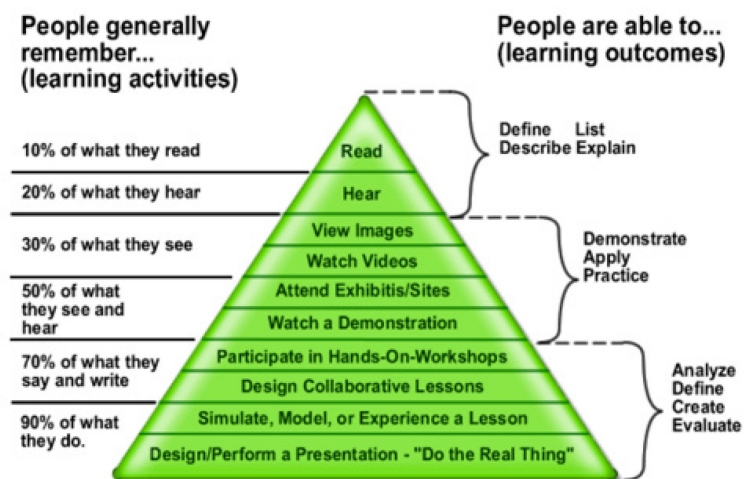 People generally
remember...
(learning activities)
People are able to...
(learning outcomes)
10% of what they read
20% of what they hear
30% of what they see
50% of what
they see and
hear
70% of what they
say and write
90% of what
they do.
Read
Hear
View Images
Watch Videos
Attend Exhibitis/Sites
Watch a Demonstration
Participate in Hands-On-Workshops
Design Collaborative Lessons
Simulate, Model, or Experience a Lesson
Design/Perform a Presentation - "Do the Real Thing"
Define List
Describe Explain
Demonstrate
Apply
Practice
Analyze
Define
Create
Evaluate